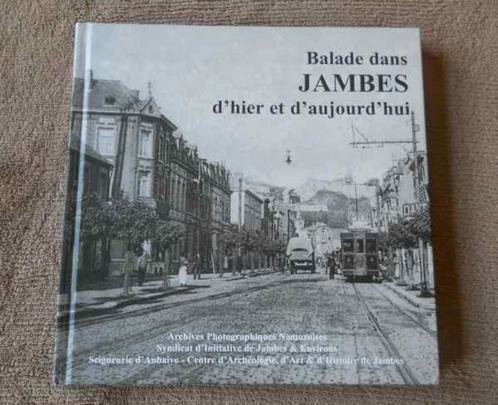 Balade dans
JAMBES
d'hier et d'aujourd'hui
Archives Photographiques Namuroises
Syndicat d'Initiative de Jambes & Environs
Seigneurie d'Anhaive - Centre d'Archéologie, d'Art & d'Histoire de Jambes